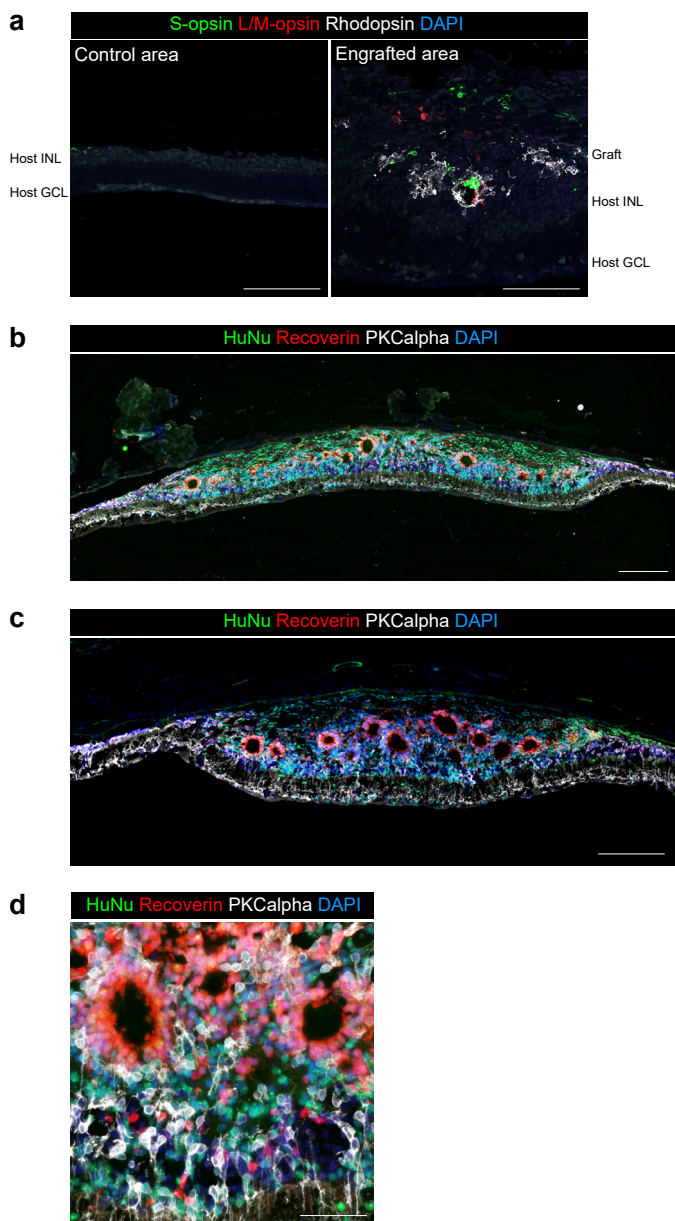 a
S-opsin L/M-opsin Rhodopsin DAPI
Control area
Engrafted area
Host INL
Host GCL
Graft
Host INL
Host GCL
b
HuNu Recoverin PKCalpha DAPI
c
HuNu Recoverin PKCalpha DAPI
d
HuNu Recoverin PKCalpha DAPI